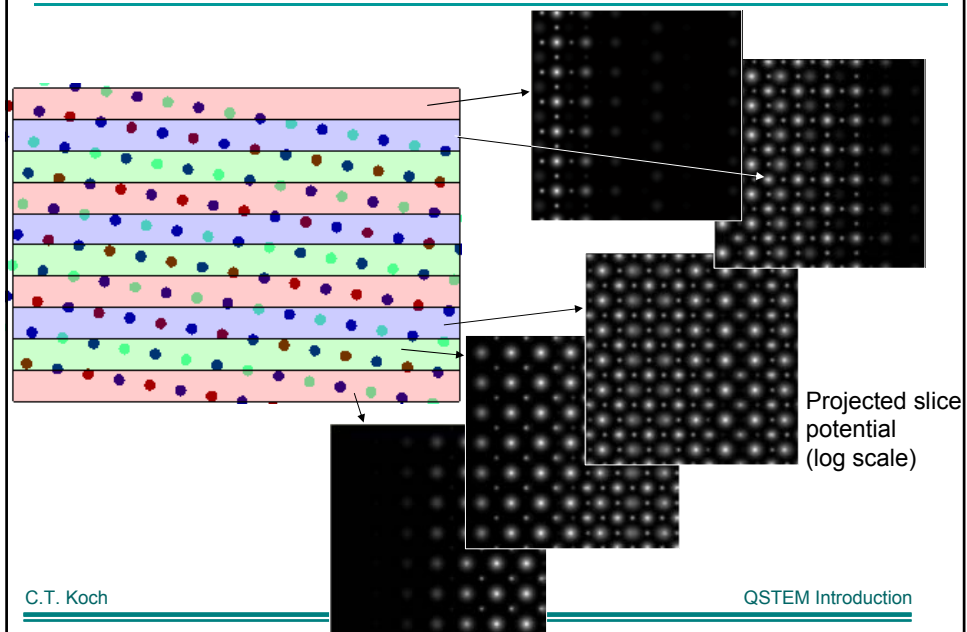 Projected slice
potential
(log scale)
C.T. Koch
QSTEM Introduction